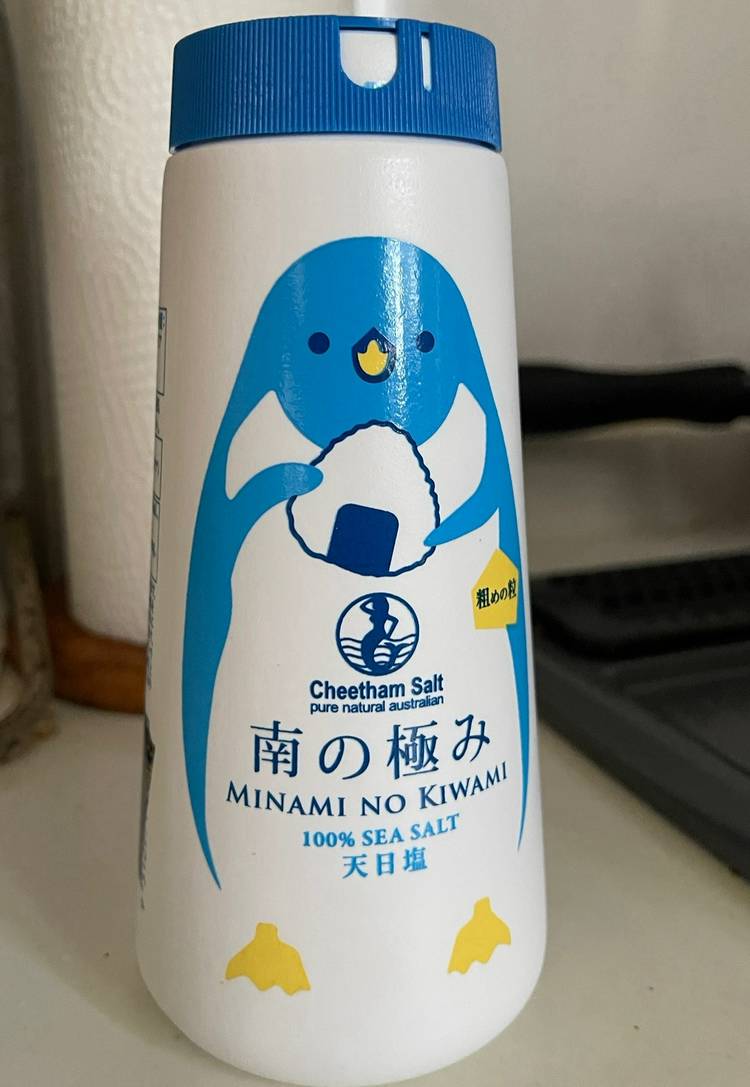 粗めの粒
Cheetham Salt
pure natural australian
南の極み
MINAMI NO KIWAMI
100% SEA SALT
天日塩